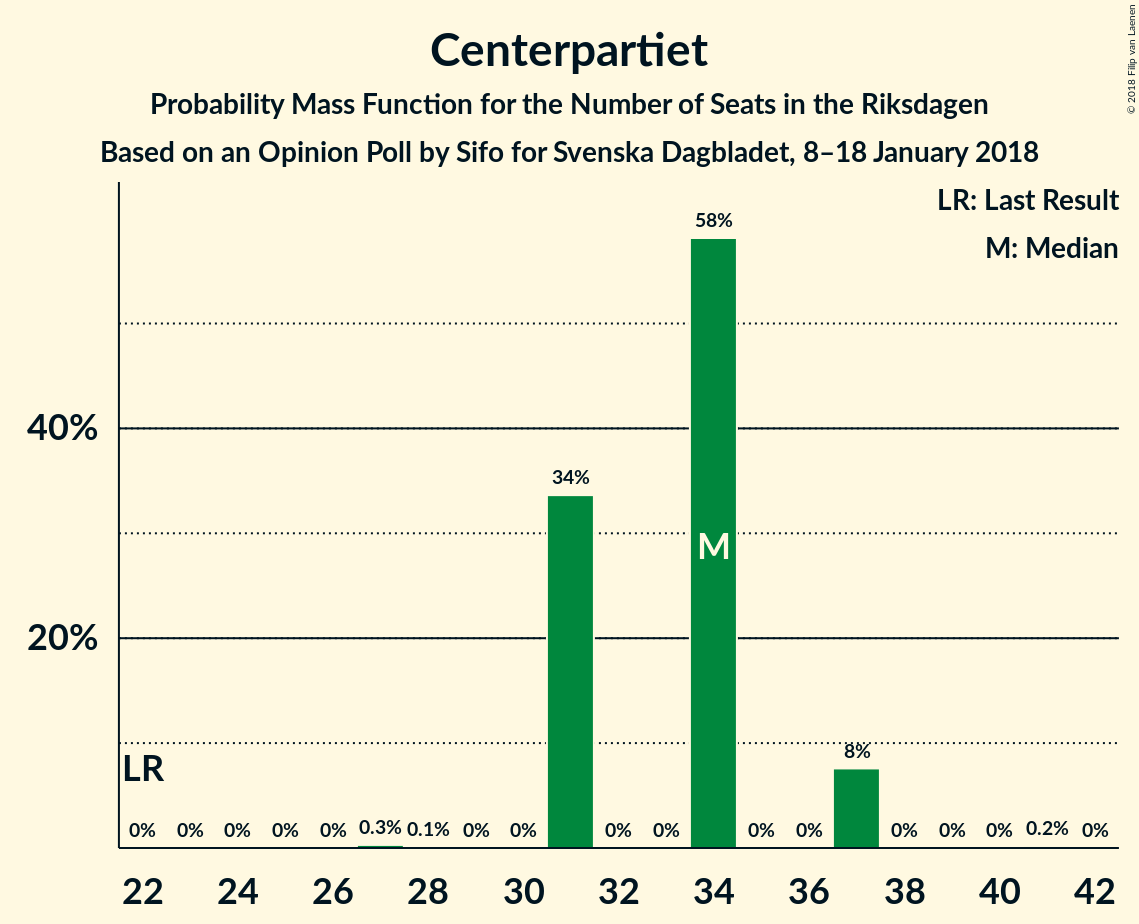 Centerpartiet
Probability Mass Function for the Number of Seats in the Riksdagen
Based on an Opinion Poll by Sifo for Svenska Dagbladet, 8–18 January 2018
© 2018 Filip van Laenen
LR: Last Result
M: Median
58%
40%
34%
M
20%
LR
8%
0% 0% 0% 0% 0% 0.3% 0.1% 0% 0% 0% 0% 0% 0% 0% 0% 0% 0.2% 0%
22 24 26 28 30 32 34 36 38 40 42